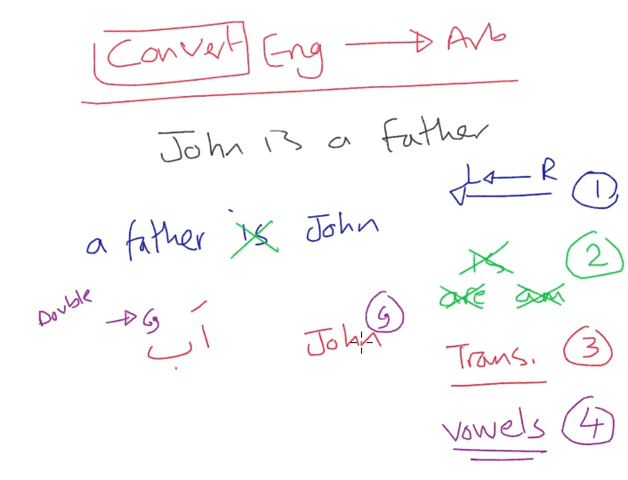 Convert Eng → Arb
John is a father
L ← R 1
a father is John
is 2
are am
Double → و أب John و
Trans. 3
vowels 4